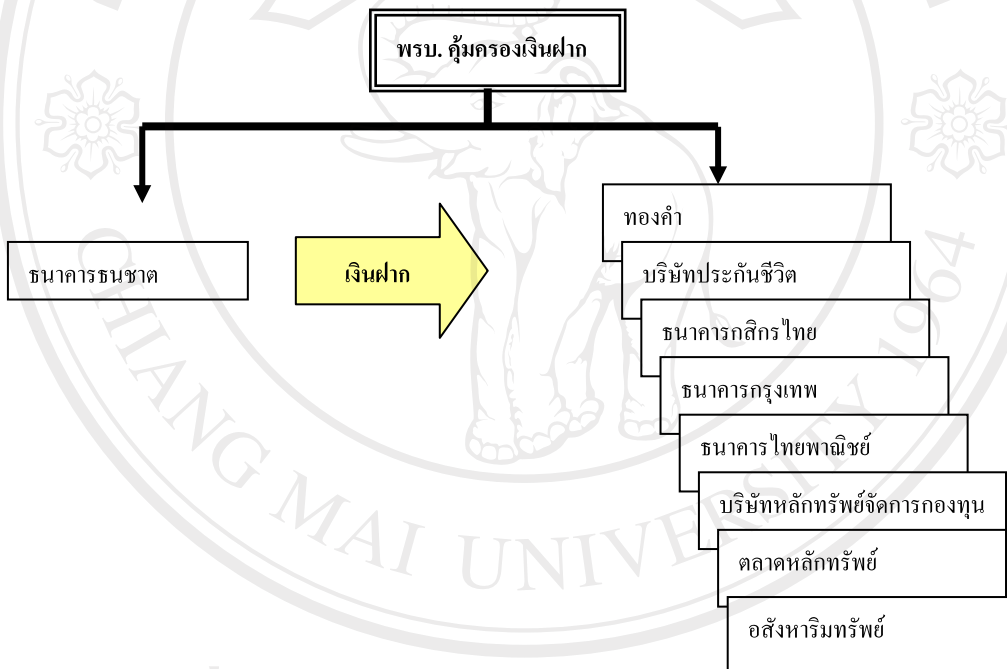 พรบ. คุ้มครองเงินฝาก
ธนาคารธนชาต
เงินฝาก
ทองคำ
บริษัทประกันชีวิต
ธนาคารกสิกรไทย
ธนาคารกรุงเทพ
ธนาคารไทยพาณิชย์
บริษัทหลักทรัพย์จัดการกองทุน
ตลาดหลักทรัพย์
อสังหาริมทรัพย์
CHIANG MAI UNIVERSITY 1964